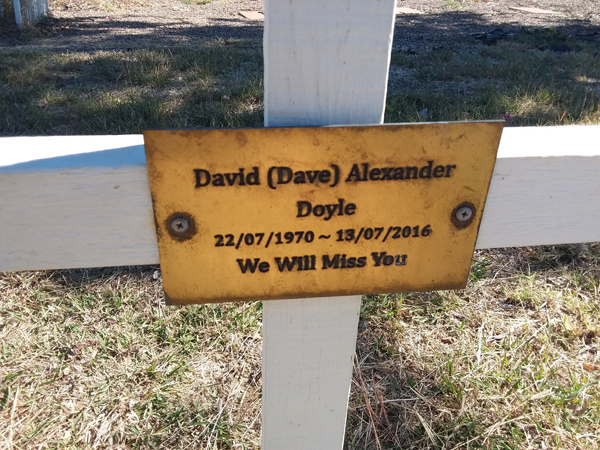 David (Dave) Alexander
Doyle
22/07/1970 ~ 13/07/2016
We Will Miss You